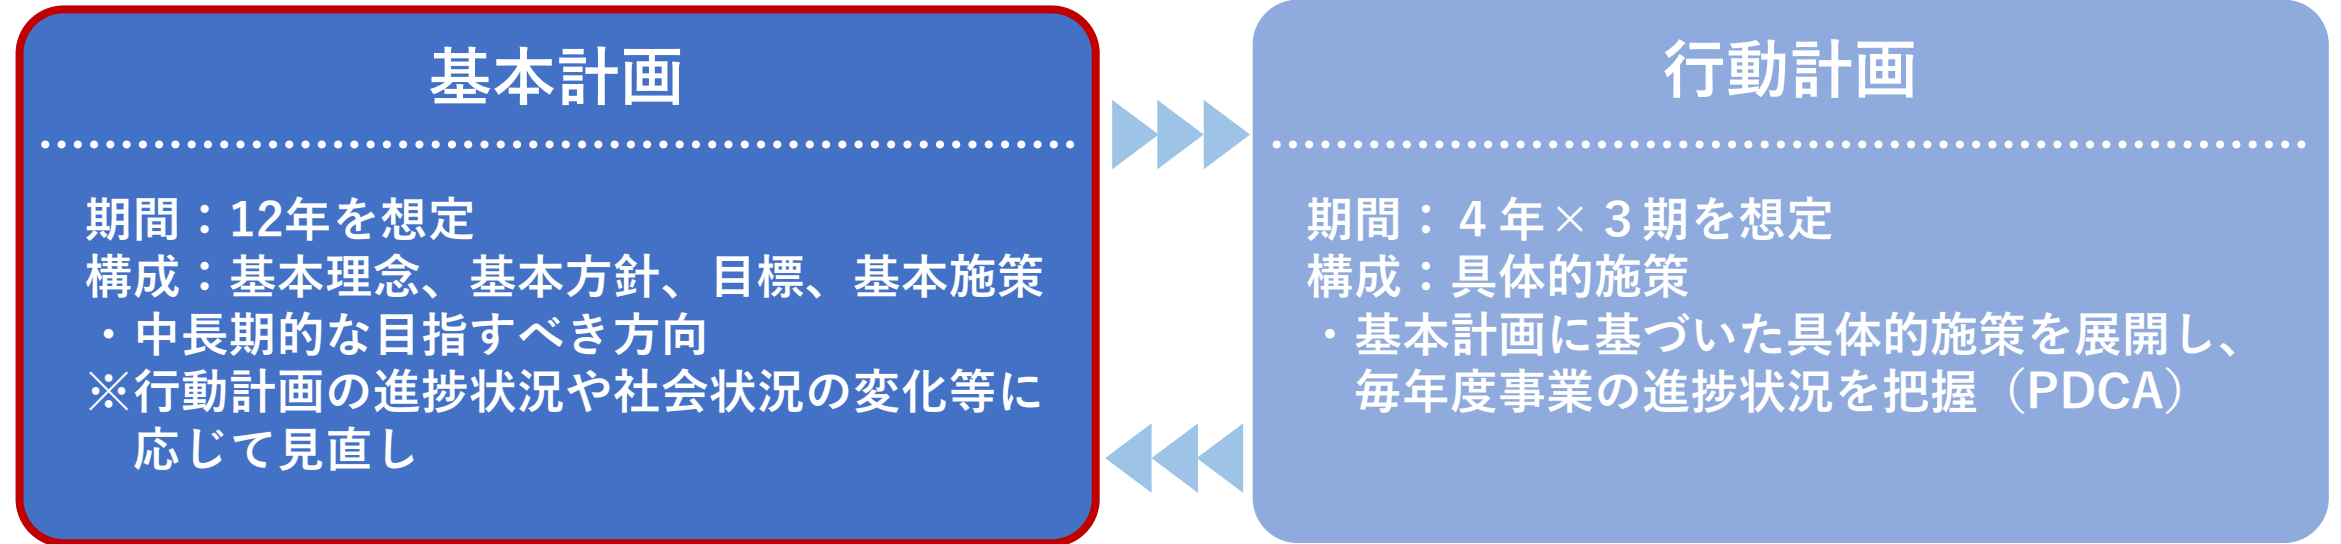 基本計画
期間：12年を想定
構成：基本理念、基本方針、目標、基本施策
・中長期的な目指すべき方向
※行動計画の進捗状況や社会状況の変化等に
応じて見直し
行動計画
期間：４年×３期を想定
構成：具体的施策
・基本計画に基づいた具体的施策を展開し、
毎年度事業の進捗状況を把握（PDCA）